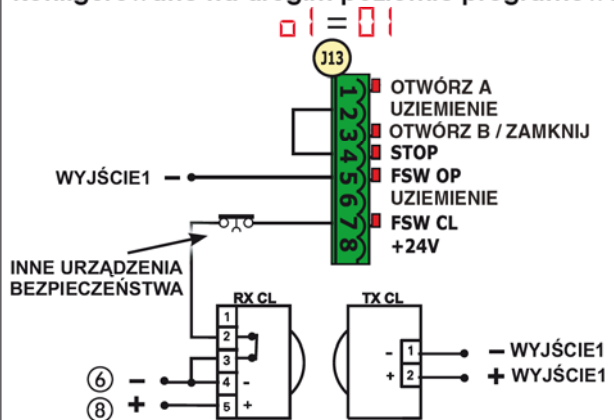 o1 = 01
J13
1 OTWÓRZ A
2 UZIEMIENIE
3 OTWÓRZ B / ZAMKNIJ
4 STOP
WYJŚCIE1 – 5 FSW OP
6 UZIEMIENIE
7 FSW CL
8 +24V
INNE URZĄDZENIA
BEZPIECZEŃSTWA
RX CL
1
2
3
⑥ – 4 -
⑧ + 5 +
TX CL
- 1 – WYJŚCIE1
+ 2 + WYJŚCIE1